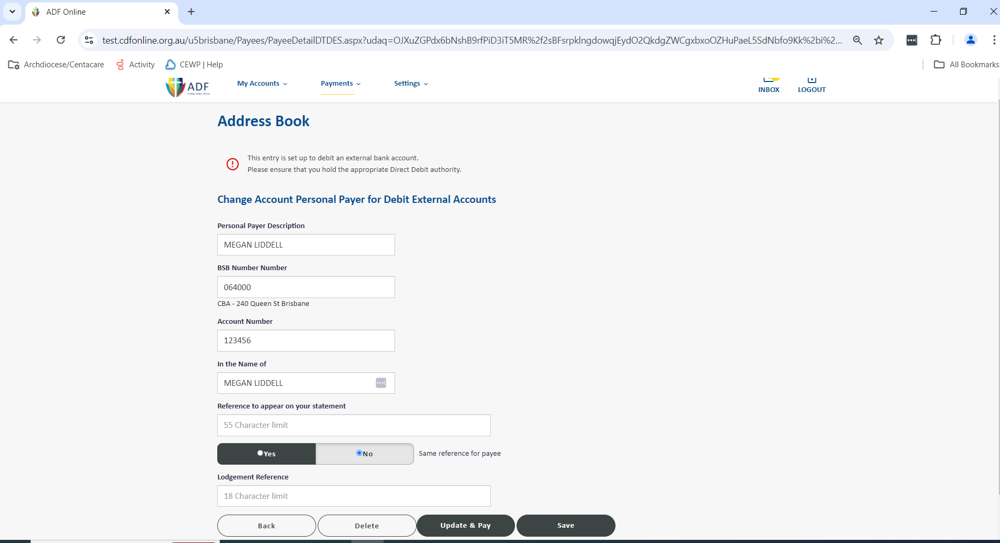 ADF Online
test.cdfonline.org.au/u5brisbane/Payees/PayeeDetailDTDES.aspx?udaq=OJXuZGPdx6bNshB9rfPiD3iT5MR%2f2sBFsrpklngdowqjEydO2QkdgZWCgxbxoOZHuPaeL5SdNbfo9Kk%2bi%2...
Archdiocese/Centacare Activity CEWP | Help All Bookmarks
ADF My Accounts Payments Settings INBOX LOGOUT
Address Book
This entry is set up to debit an external bank account.
Please ensure that you hold the appropriate Direct Debit authority.
Change Account Personal Payer for Debit External Accounts
Personal Payer Description
MEGAN LIDDELL
BSB Number Number
064000
CBA - 240 Queen St Brisbane
Account Number
123456
In the Name of
MEGAN LIDDELL
Reference to appear on your statement
55 Character limit
Yes No Same reference for payee
Lodgement Reference
18 Character limit
Back Delete Update & Pay Save